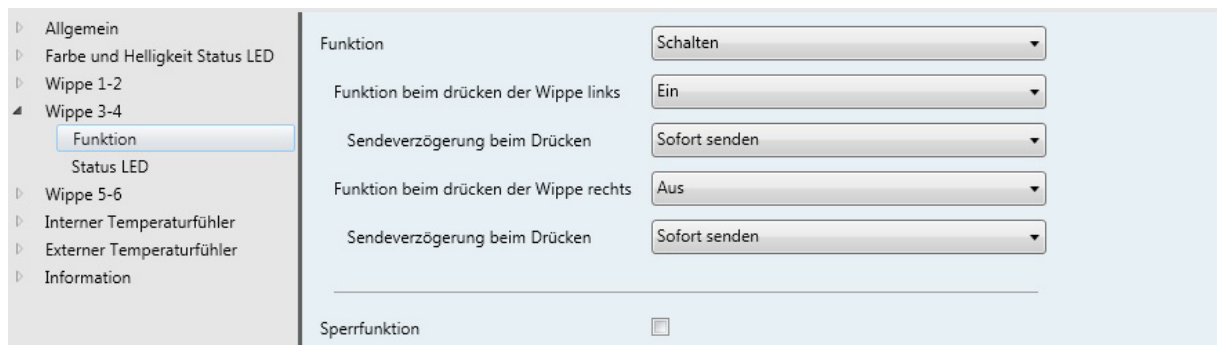 Allgemein
Farbe und Helligkeit Status LED
Wippe 1-2
Wippe 3-4
Funktion
Status LED
Wippe 5-6
Interner Temperaturfühler
Externer Temperaturfühler
Information
Funktion Schalten
Funktion beim drücken der Wippe links Ein
Sendeverzögerung beim Drücken Sofort senden
Funktion beim drücken der Wippe rechts Aus
Sendeverzögerung beim Drücken Sofort senden
Sperrfunktion